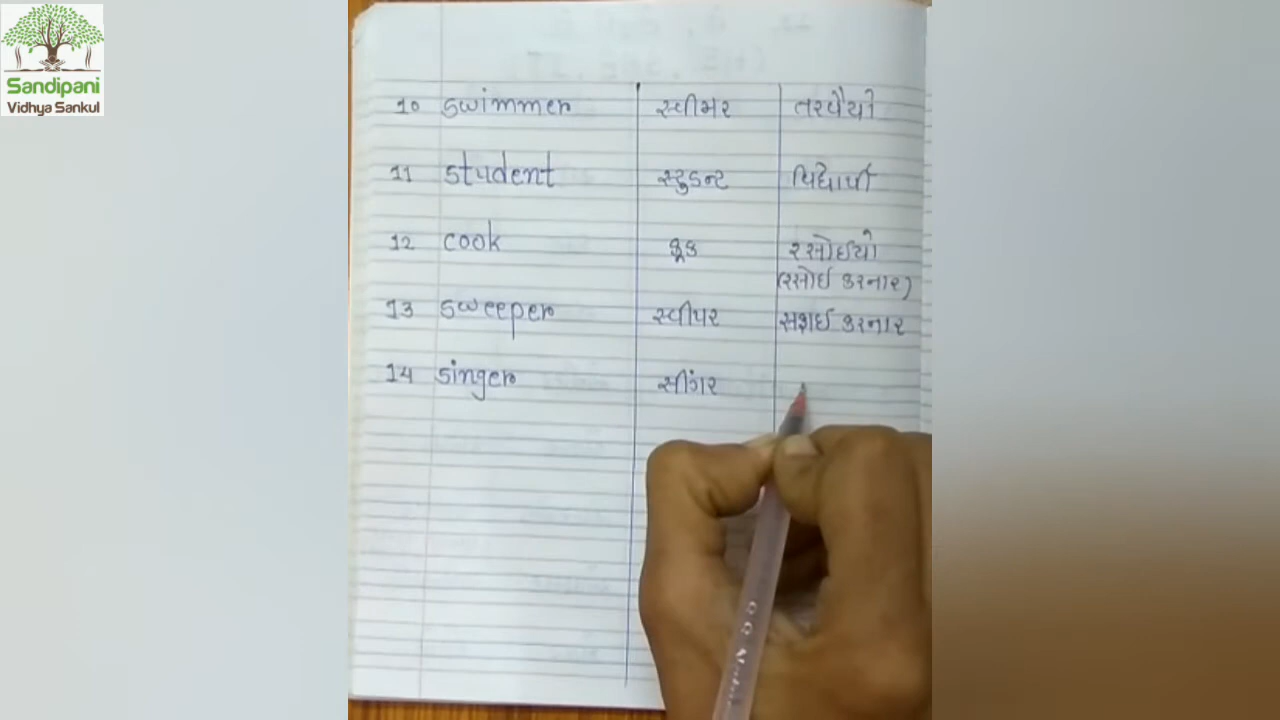 Sandipani
Vidhya Sankul
10 swimmer સ્વીમર તરવૈયો
11 student સ્ટુડન્ટ વિદ્યાર્થી
12 cook કૂક રસોઈયો
(રસોઈ કરનાર)
13 sweeper સ્વીપર સફાઈ કરનાર
14 singer સીંગર